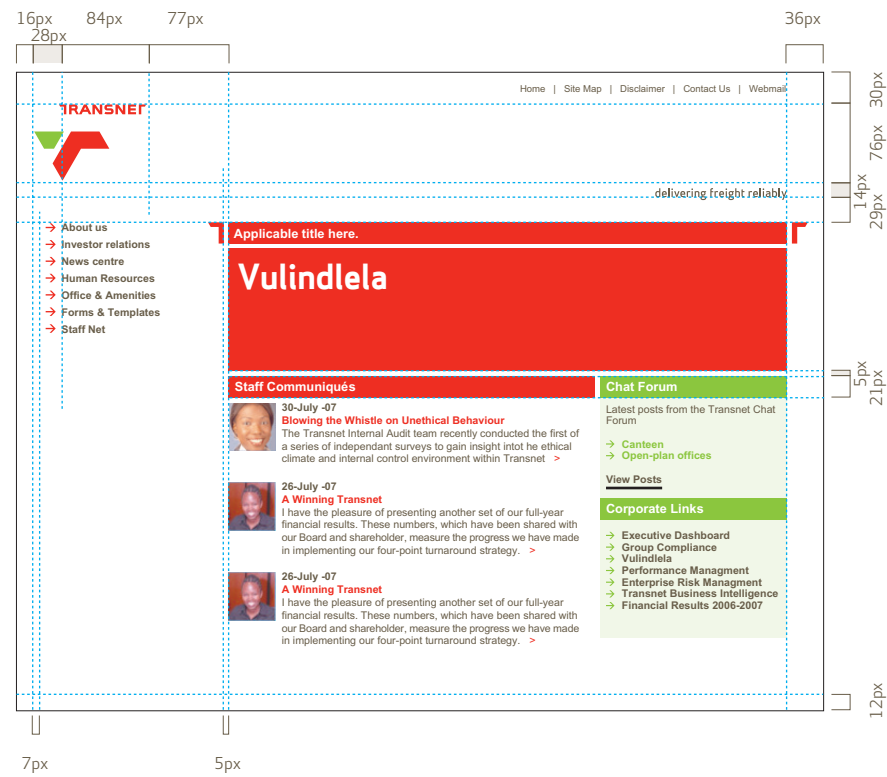 16px 84px 77px 36px
28px
30px
Home | Site Map | Disclaimer | Contact Us | Webmail
TRANSNET
76px
14px
delivering freight reliably
29px
About us
Investor relations
News centre
Human Resources
Office & Amenities
Forms & Templates
Staff Net
Applicable title here.
Vulindlela
5px
21px
Staff Communiqués
30-July -07
Blowing the Whistle on Unethical Behaviour
The Transnet Internal Audit team recently conducted the first of
a series of independant surveys to gain insight intot he ethical
climate and internal control environment within Transnet >
26-July -07
A Winning Transnet
I have the pleasure of presenting another set of our full-year
financial results. These numbers, which have been shared with
our Board and shareholder, measure the progress we have made
in implementing our four-point turnaround strategy. >
26-July -07
A Winning Transnet
I have the pleasure of presenting another set of our full-year
financial results. These numbers, which have been shared with
our Board and shareholder, measure the progress we have made
in implementing our four-point turnaround strategy. >
Chat Forum
Latest posts from the Transnet Chat
Forum
Canteen
Open-plan offices
View Posts
Corporate Links
Executive Dashboard
Group Compliance
Vulindlela
Performance Managment
Enterprise Risk Managment
Transnet Business Intelligence
Financial Results 2006-2007
12px
7px 5px